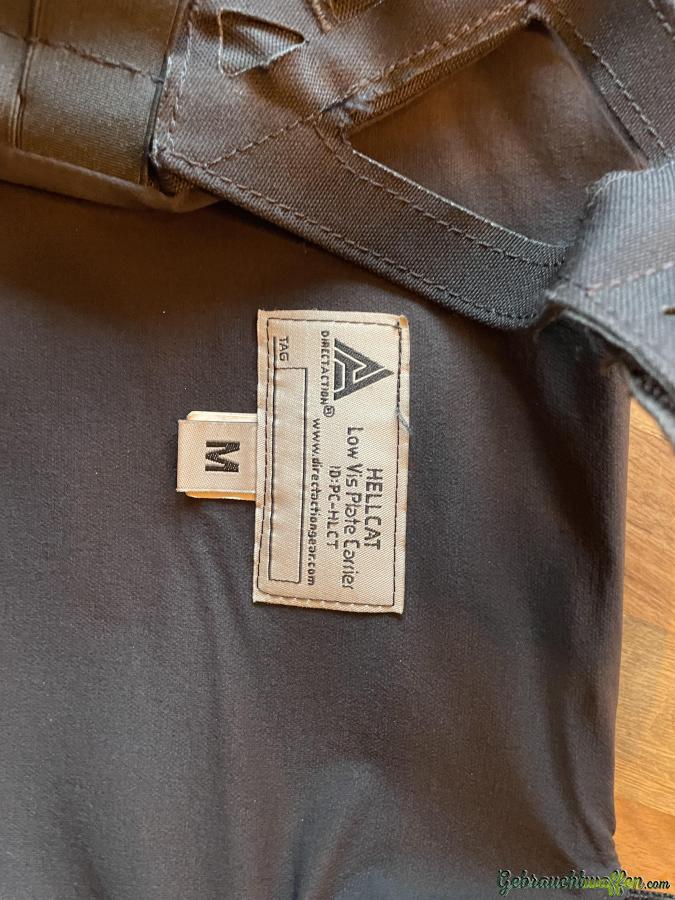 DIRECTACTION®
HELLCAT
Low Vis Plate Carrier
ID:PC-HLCT
www.directactiongear.com
TAG
M
Gebrauchtwaffen.com